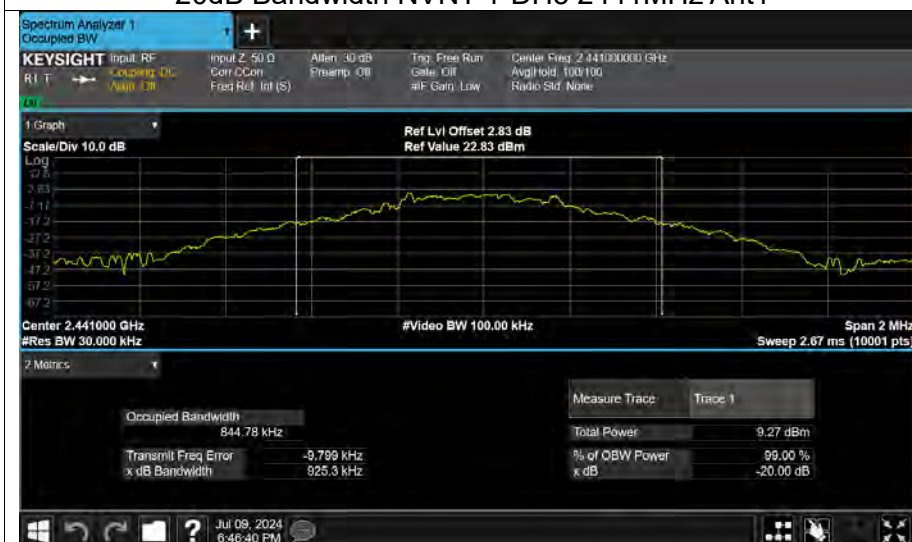 20dB Bandwidth NVNT 1-DH5 2441MHz Ant1
Spectrum Analyzer 1
Occupied BW
KEYSIGHT Input: RF Input Z: 50 Ω Atten: 30 dB Trig: Free Run Center Freq: 2.441000000 GHz
R L T Coupling: DC Corr CCorr Preamp: Off Gate: Off Avg|Hold: 100/100
Align: Off Freq Ref: Int (S) #IF Gain: Low Radio Std: None
1 Graph
Ref Lvl Offset 2.83 dB
Scale/Div 10.0 dB Ref Value 22.83 dBm
Log
2.83
-17.2
-27.2
-37.2
-47.2
-57.2
-67.2
Center 2.441000 GHz #Video BW 100.00 kHz Span 2 MHz
#Res BW 30.000 kHz Sweep 2.67 ms (10001 pts)
2 Metrics
Measure Trace Trace 1
Occupied Bandwidth
844.78 kHz Total Power 9.27 dBm
Transmit Freq Error -9.799 kHz % of OBW Power 99.00 %
x dB Bandwidth 925.3 kHz x dB -20.00 dB
? Jul 09, 2024
6:46:40 PM